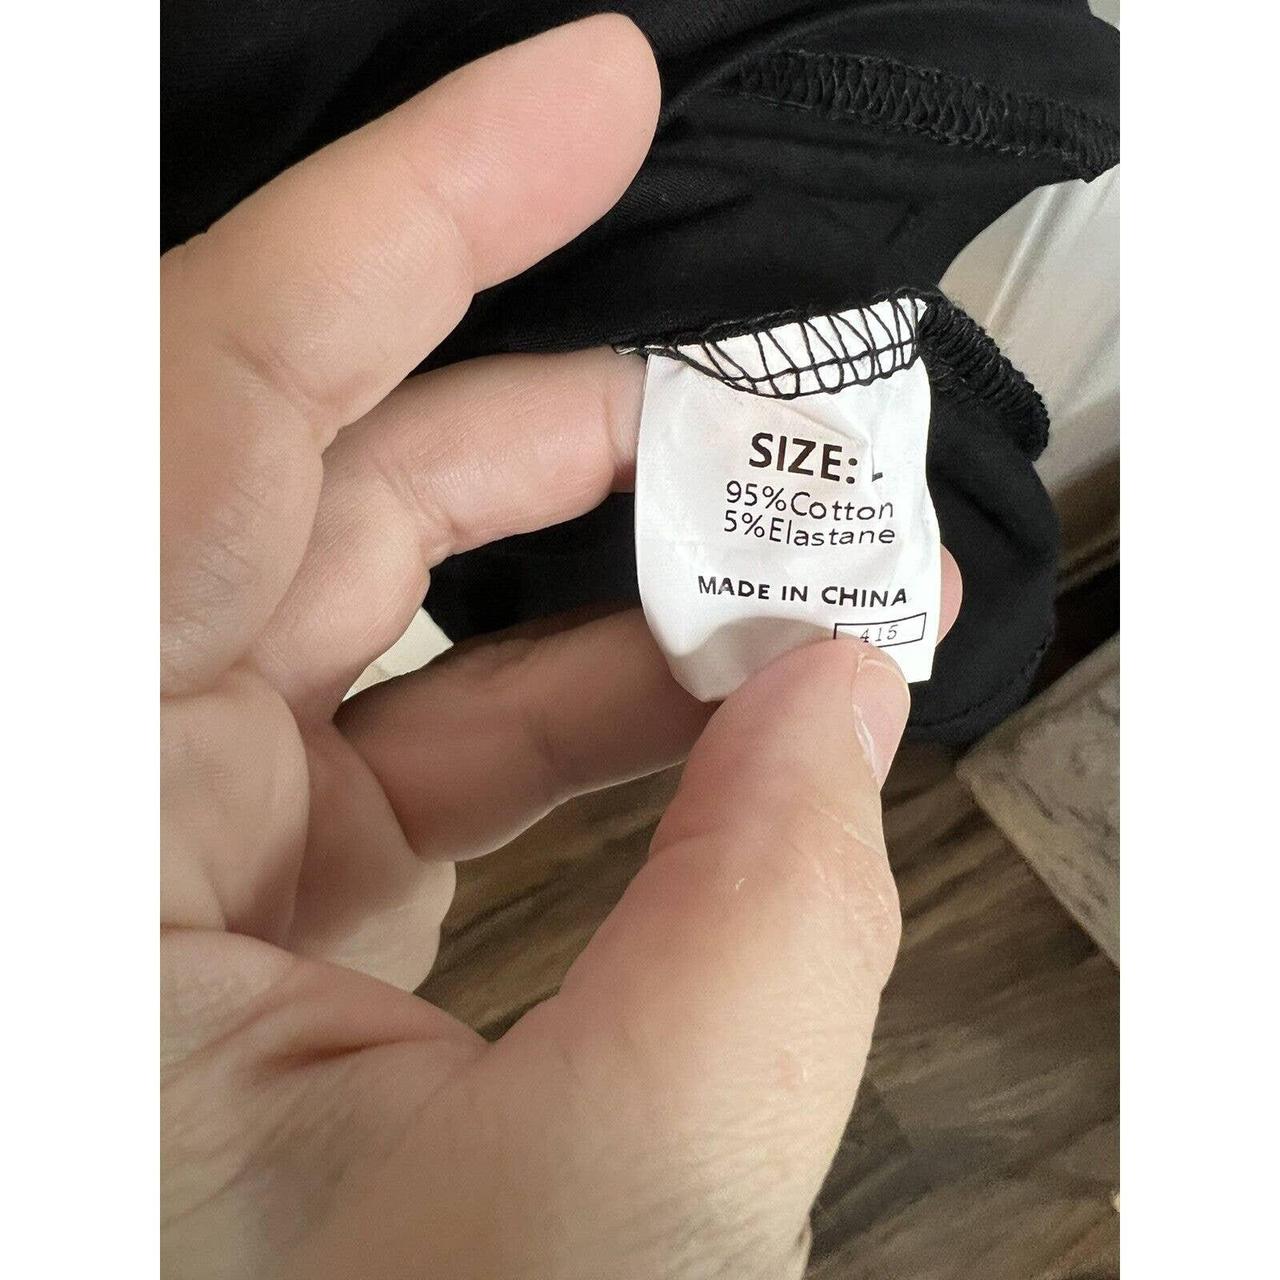 SIZE: L
95%Cotton
5%Elastane
MADE IN CHINA
415